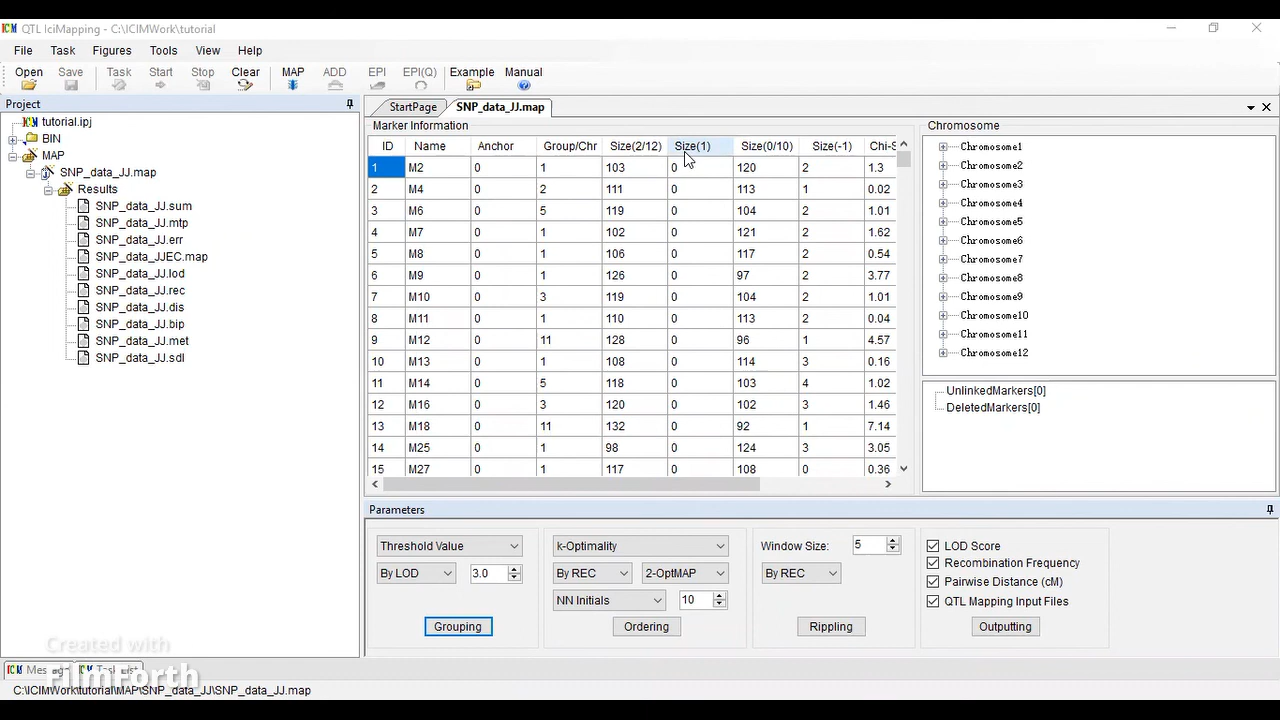 QTL IciMapping - C:\ICIMWork\tutorial
File Task Figures Tools View Help
Open Save Task Start Stop Clear MAP ADD EPI EPI(Q) Example Manual
Project
tutorial.ipj
BIN
MAP
SNP_data_JJ.map
Results
SNP_data_JJ.sum
SNP_data_JJ.mtp
SNP_data_JJ.err
SNP_data_JJEC.map
SNP_data_JJ.lod
SNP_data_JJ.rec
SNP_data_JJ.dis
SNP_data_JJ.bip
SNP_data_JJ.met
SNP_data_JJ.sdl
StartPage SNP_data_JJ.map
Marker Information
ID Name Anchor Group/Chr Size(2/12) Size(1) Size(0/10) Size(-1) Chi-S
1 M2 0 1 103 0 120 2 1.3
2 M4 0 2 111 0 113 1 0.02
3 M6 0 5 119 0 104 2 1.01
4 M7 0 1 102 0 121 2 1.62
5 M8 0 1 106 0 117 2 0.54
6 M9 0 1 126 0 97 2 3.77
7 M10 0 3 119 0 104 2 1.01
8 M11 0 1 110 0 113 2 0.04
9 M12 0 11 128 0 96 1 4.57
10 M13 0 1 108 0 114 3 0.16
11 M14 0 5 118 0 103 4 1.02
12 M16 0 3 120 0 102 3 1.46
13 M18 0 11 132 0 92 1 7.14
14 M25 0 1 98 0 124 3 3.05
15 M27 0 1 117 0 108 0 0.36
Chromosome
Chromosome1
Chromosome2
Chromosome3
Chromosome4
Chromosome5
Chromosome6
Chromosome7
Chromosome8
Chromosome9
Chromosome10
Chromosome11
Chromosome12
UnlinkedMarkers[0]
DeletedMarkers[0]
Parameters
Threshold Value
By LOD 3.0
Grouping
k-Optimality
By REC 2-OptMAP
NN Initials 10
Ordering
Window Size: 5
By REC
Rippling
LOD Score
Recombination Frequency
Pairwise Distance (cM)
QTL Mapping Input Files
Outputting
Created with
FilmForth
C:\ICIMWork\tutorial\MAP\SNP_data_JJ\SNP_data_JJ.map